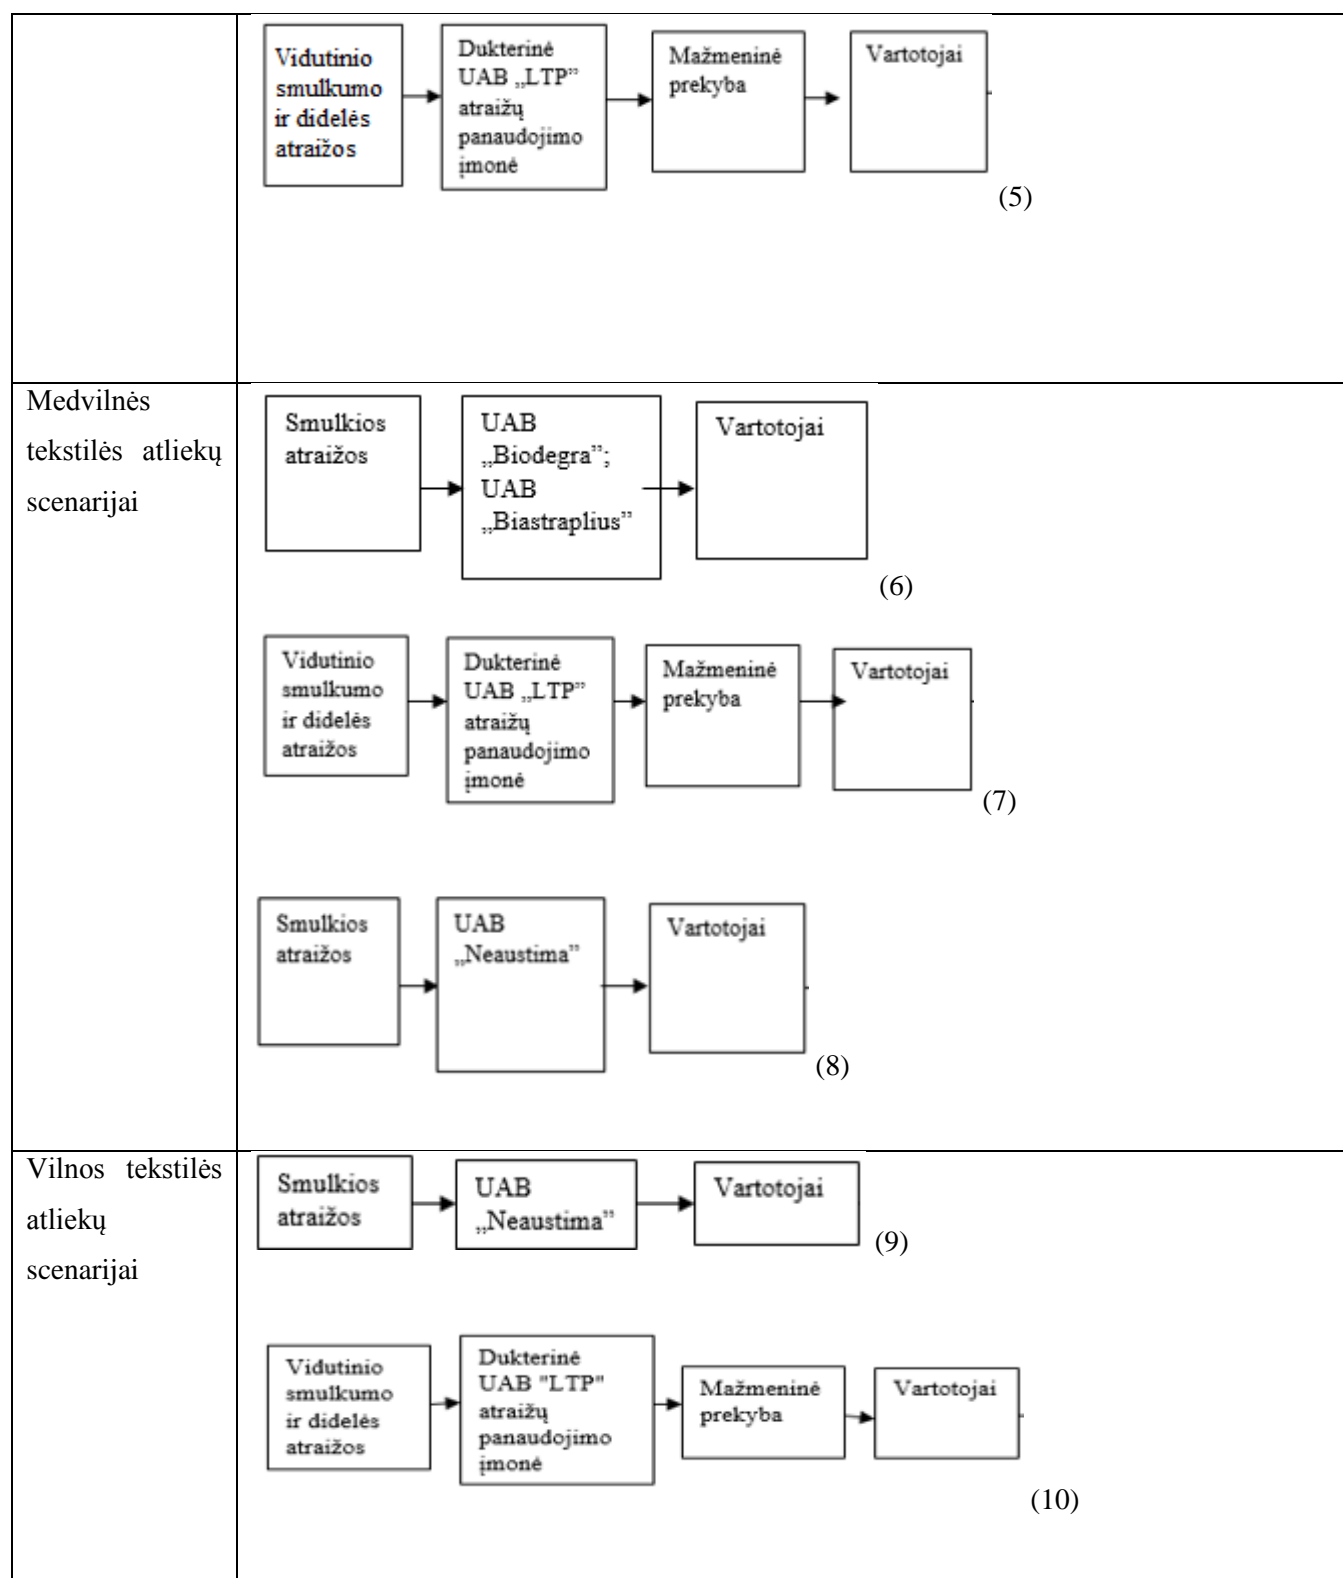 Vidutinio
smulkumo
ir didelės
atraižos
Dukterinė
UAB „LTP”
atraižų
panaudojimo
įmonė
Mažmeninė
prekyba
Vartotojai
(5)
Medvilnės
tekstilės atliekų
scenarijai
Smulkios
atraižos
UAB
„Biodegra”;
UAB
„Biastraplius”
Vartotojai
(6)
Vidutinio
smulkumo
ir didelės
atraižos
Dukterinė
UAB „LTP”
atraižų
panaudojimo
įmonė
Mažmeninė
prekyba
Vartotojai
(7)
Smulkios
atraižos
UAB
„Neaustima”
Vartotojai
(8)
Vilnos tekstilės
atliekų
scenarijai
Smulkios
atraižos
UAB
„Neaustima”
Vartotojai
(9)
Vidutinio
smulkumo
ir didelės
atraižos
Dukterinė
UAB "LTP"
atraižų
panaudojimo
įmonė
Mažmeninė
prekyba
Vartotojai
(10)